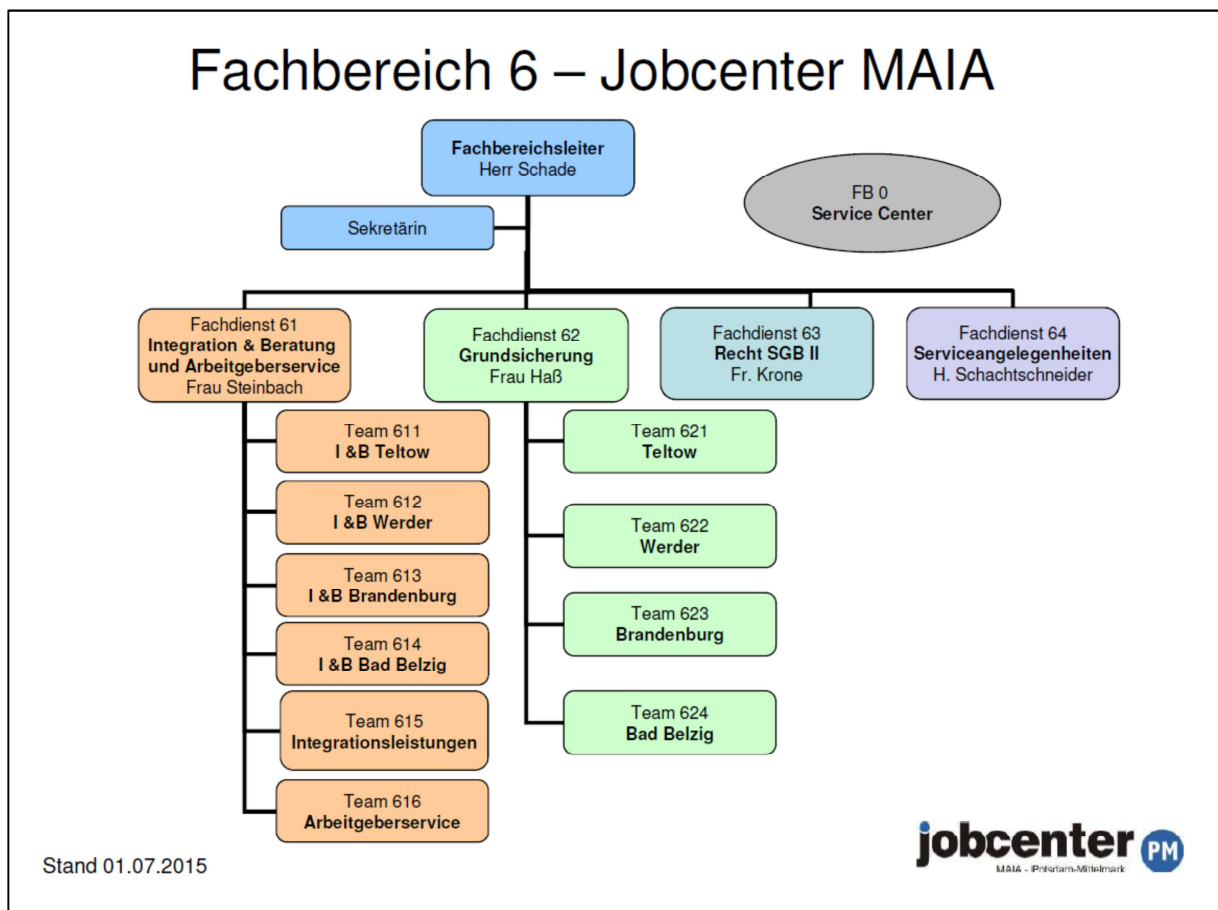 Fachbereich 6 – Jobcenter MAIA
Fachbereichsleiter
Herr Schade
FB 0
Service Center
Sekretärin
Fachdienst 61
Integration & Beratung
und Arbeitgeberservice
Frau Steinbach
Fachdienst 62
Grundsicherung
Frau Haß
Fachdienst 63
Recht SGB II
Fr. Krone
Fachdienst 64
Serviceangelegenheiten
H. Schachtschneider
Team 611
I &B Teltow
Team 612
I &B Werder
Team 613
I &B Brandenburg
Team 614
I &B Bad Belzig
Team 615
Integrationsleistungen
Team 616
Arbeitgeberservice
Team 621
Teltow
Team 622
Werder
Team 623
Brandenburg
Team 624
Bad Belzig
Stand 01.07.2015
jobcenter PM
MAIA - Potsdam-Mittelmark